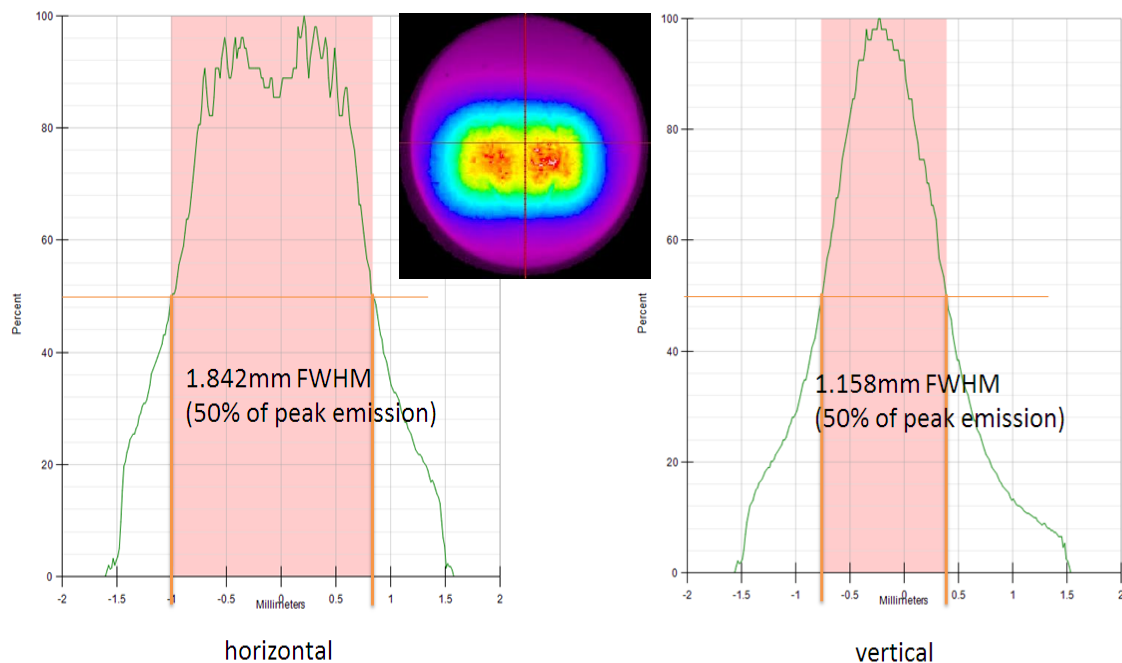 100
80
60
40
20
0
Percent
-2 -1.5 -1 -0.5 0 0.5 1 1.5 2
Millimeters
1.842mm FWHM
(50% of peak emission)
horizontal
100
80
60
40
20
0
Percent
-2 -1.5 -1 -0.5 0 0.5 1 1.5 2
Millimeters
1.158mm FWHM
(50% of peak emission)
vertical